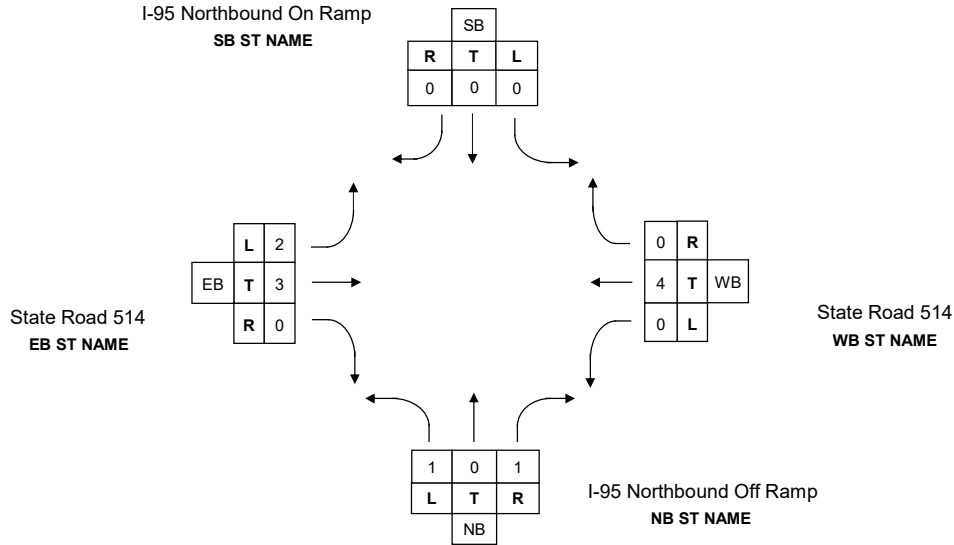 I-95 Northbound On Ramp
SB ST NAME
SB
R T L
0 0 0
L 2
EB T 3
R 0
State Road 514
EB ST NAME
0 R
4 T WB
0 L
State Road 514
WB ST NAME
1 0 1
L T R
NB
I-95 Northbound Off Ramp
NB ST NAME